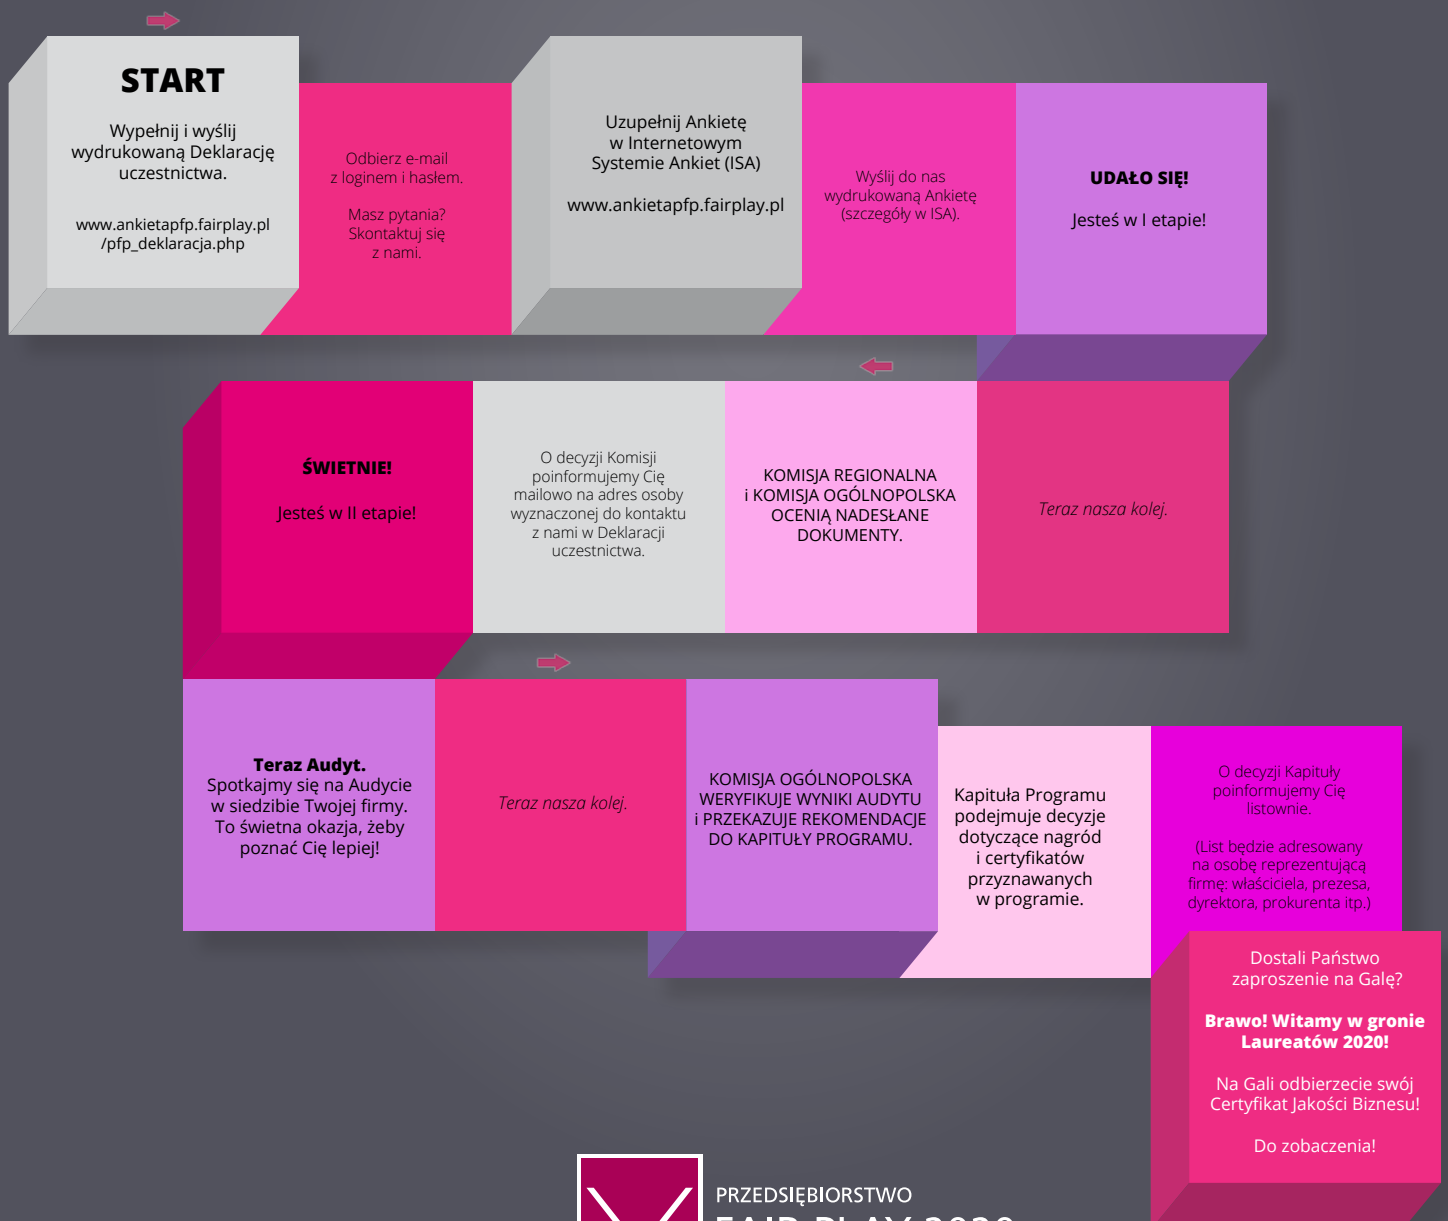 START
Wypełnij i wyślij
wydrukowaną Deklarację
uczestnictwa.
www.ankietapfp.fairplay.pl
/pfp_deklaracja.php
Odbierz e-mail
z loginem i hasłem.
Masz pytania?
Skontaktuj się
z nami.
Uzupełnij Ankietę
w Internetowym
Systemie Ankiet (ISA)
www.ankietapfp.fairplay.pl
Wyślij do nas
wydrukowaną Ankietę
(szczegóły w ISA).
UDAŁO SIĘ!
Jesteś w I etapie!
Teraz nasza kolej.
KOMISJA REGIONALNA
i KOMISJA OGÓLNOPOLSKA
OCENIĄ NADESŁANE
DOKUMENTY.
O decyzji Komisji
poinformujemy Cię
mailowo na adres osoby
wyznaczonej do kontaktu
z nami w Deklaracji
uczestnictwa.
ŚWIETNIE!
Jesteś w II etapie!
Teraz Audyt.
Spotkajmy się na Audycie
w siedzibie Twojej firmy.
To świetna okazja, żeby
poznać Cię lepiej!
Teraz nasza kolej.
KOMISJA OGÓLNOPOLSKA
WERYFIKUJE WYNIKI AUDYTU
i PRZEKAZUJE REKOMENDACJE
DO KAPITUŁY PROGRAMU.
Kapituła Programu
podejmuje decyzje
dotyczące nagród
i certyfikatów
przyznawanych
w programie.
O decyzji Kapituły
poinformujemy Cię
listownie.
(List będzie adresowany
na osobę reprezentującą
firmę: właściciela, prezesa,
dyrektora, prokurenta itp.)
Dostali Państwo
zaproszenie na Galę?
Brawo! Witamy w gronie
Laureatów 2020!
Na Gali odbierzecie swój
Certyfikat Jakości Biznesu!
Do zobaczenia!
PRZEDSIĘBIORSTWO
FAIR PLAY 2020